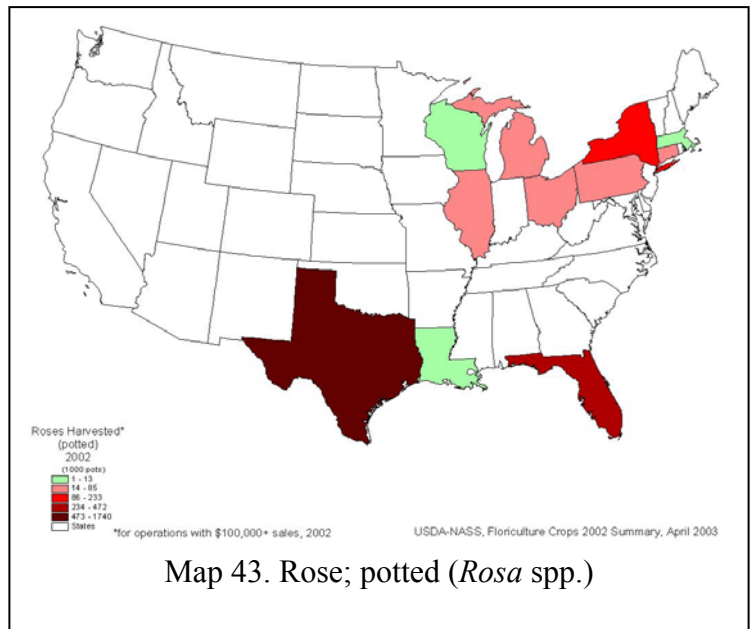 Roses Harvested*
(potted)
2002
(1000 pots)
1 - 13
14 - 85
86 - 233
234 - 472
473 - 1740
States
*for operations with $100,000+ sales, 2002
USDA-NASS, Floriculture Crops 2002 Summary, April 2003
Map 43. Rose; potted (Rosa spp.)